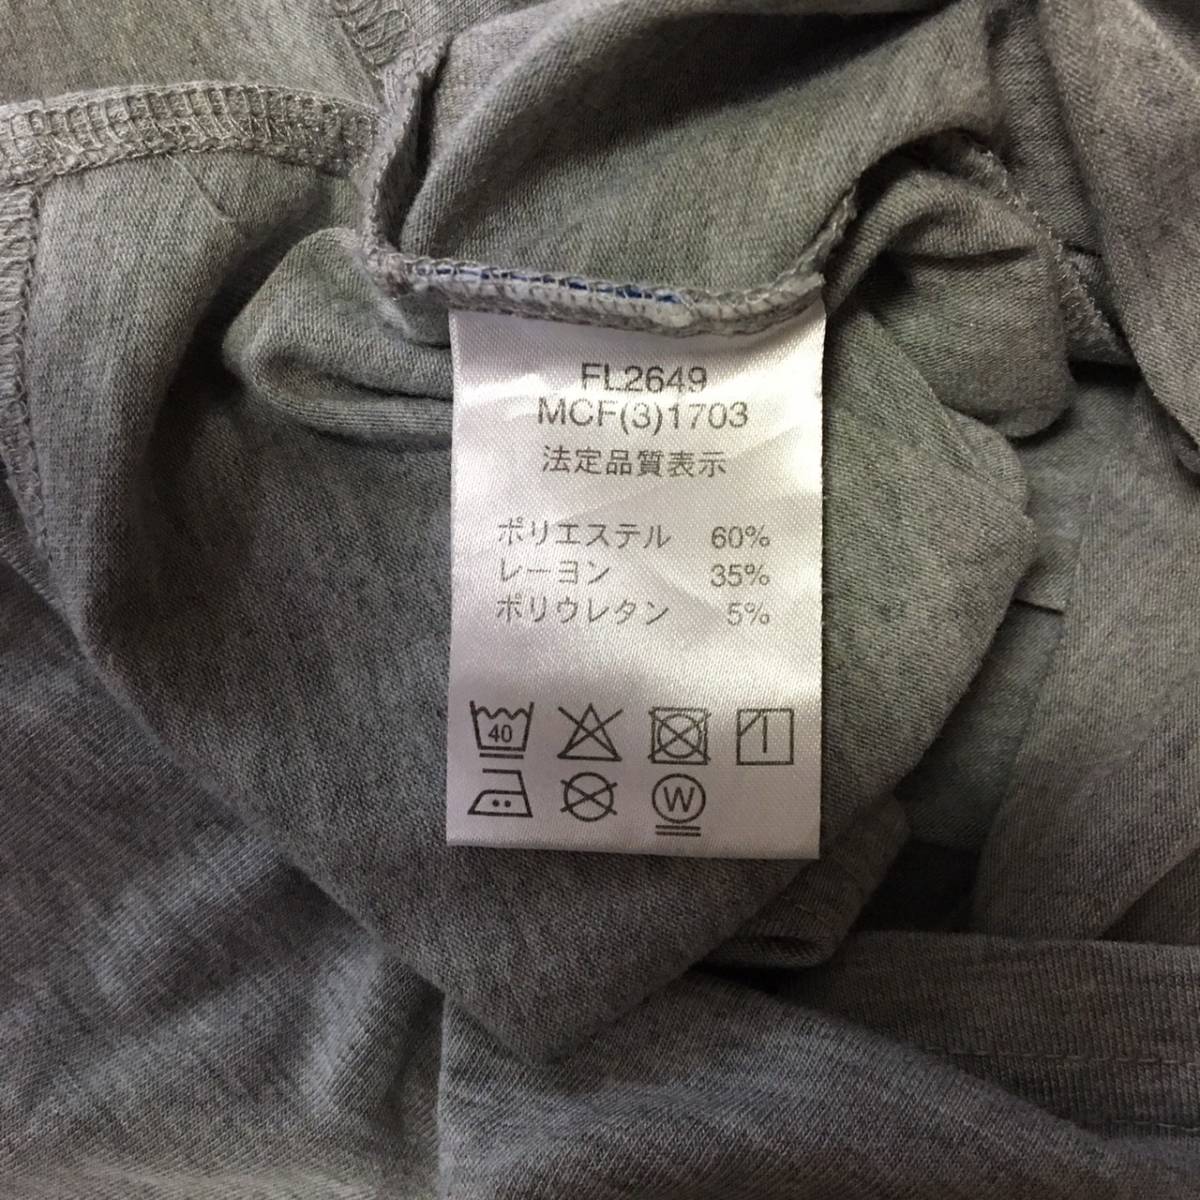 FL2649
MCF(3)1703
法定品質表示
ポリエステル 60%
レーヨン 35%
ポリウレタン 5%
40
W